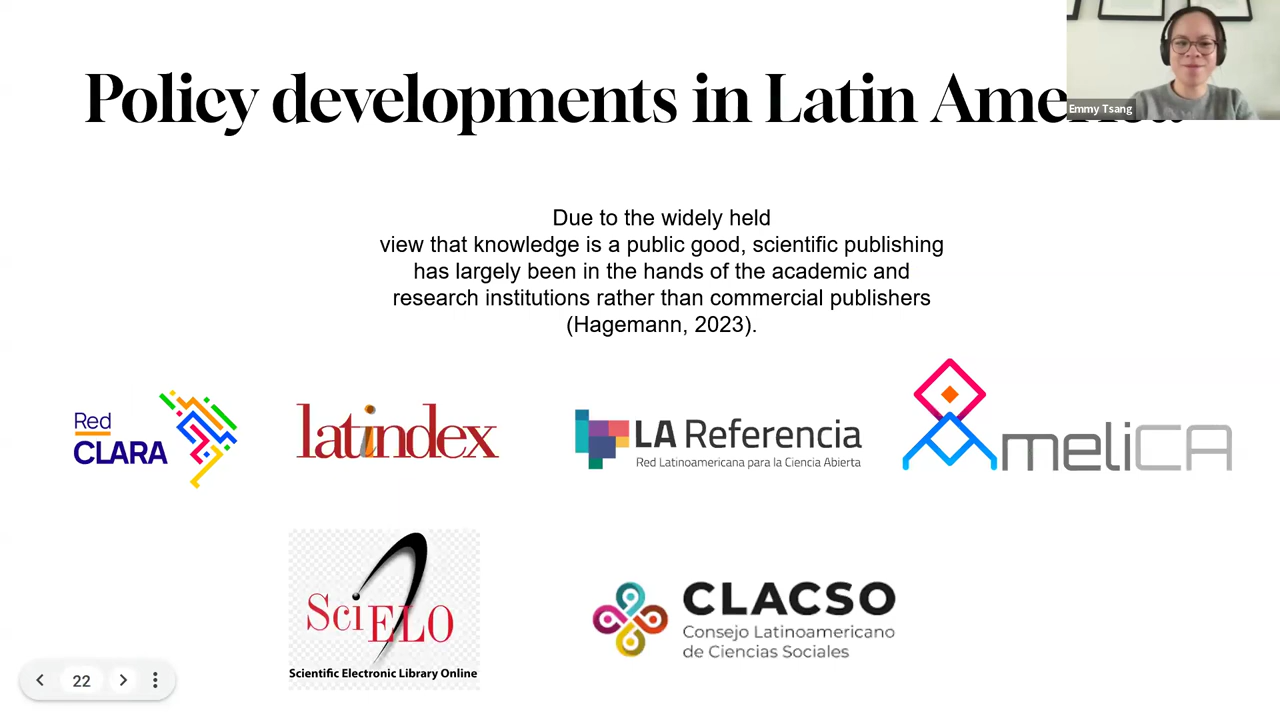 Policy developments in Latin
Emmy Tsang
Due to the widely held
view that knowledge is a public good, scientific publishing
has largely been in the hands of the academic and
research institutions rather than commercial publishers
(Hagemann, 2023).
Red
CLARA
latindex
LA Referencia
Red Latinoamericana para la Ciencia Abierta
AmeliCA
SciELO
Scientific Electronic Library Online
CLACSO
Consejo Latinoamericano
de Ciencias Sociales
22